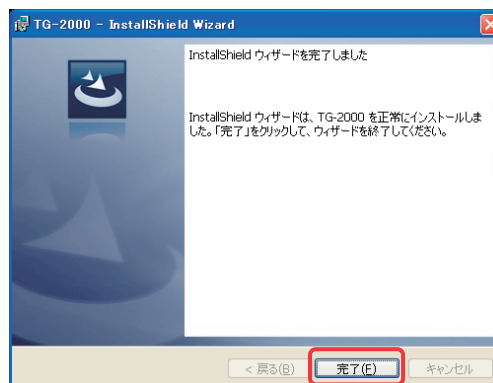 TG-2000 - InstallShield Wizard
InstallShield ウィザードを完了しました
InstallShield ウィザードは、TG-2000 を正常にインストールしま
した。「完了」をクリックして、ウィザードを終了してください。
< 戻る(B)
完了(F)
キャンセル